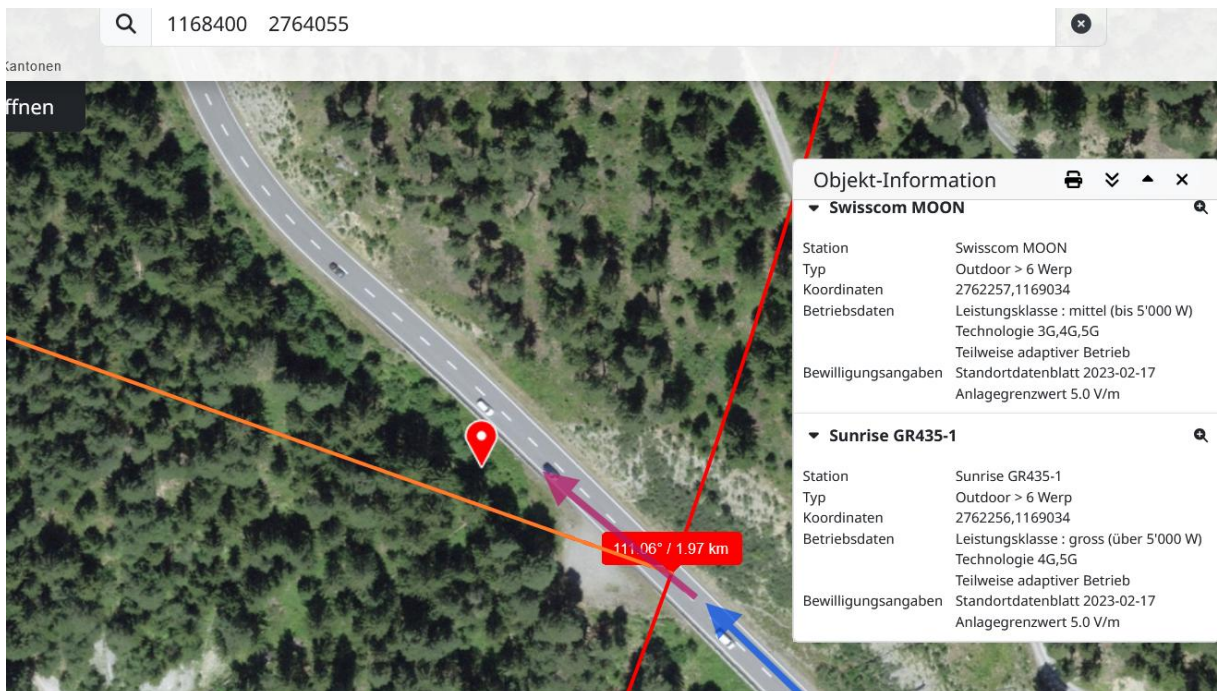 1168400 2764055
Kantonen
ffnen
Objekt-Information
Swisscom MOON
Station Swisscom MOON
Typ Outdoor > 6 Werp
Koordinaten 2762257,1169034
Betriebsdaten Leistungsklasse : mittel (bis 5'000 W)
Technologie 3G,4G,5G
Teilweise adaptiver Betrieb
Bewilligungsangaben Standortdatenblatt 2023-02-17
Anlagegrenzwert 5.0 V/m
Sunrise GR435-1
Station Sunrise GR435-1
Typ Outdoor > 6 Werp
Koordinaten 2762256,1169034
Betriebsdaten Leistungsklasse : gross (über 5'000 W)
Technologie 4G,5G
Teilweise adaptiver Betrieb
Bewilligungsangaben Standortdatenblatt 2023-02-17
Anlagegrenzwert 5.0 V/m
111.06° / 1.97 km